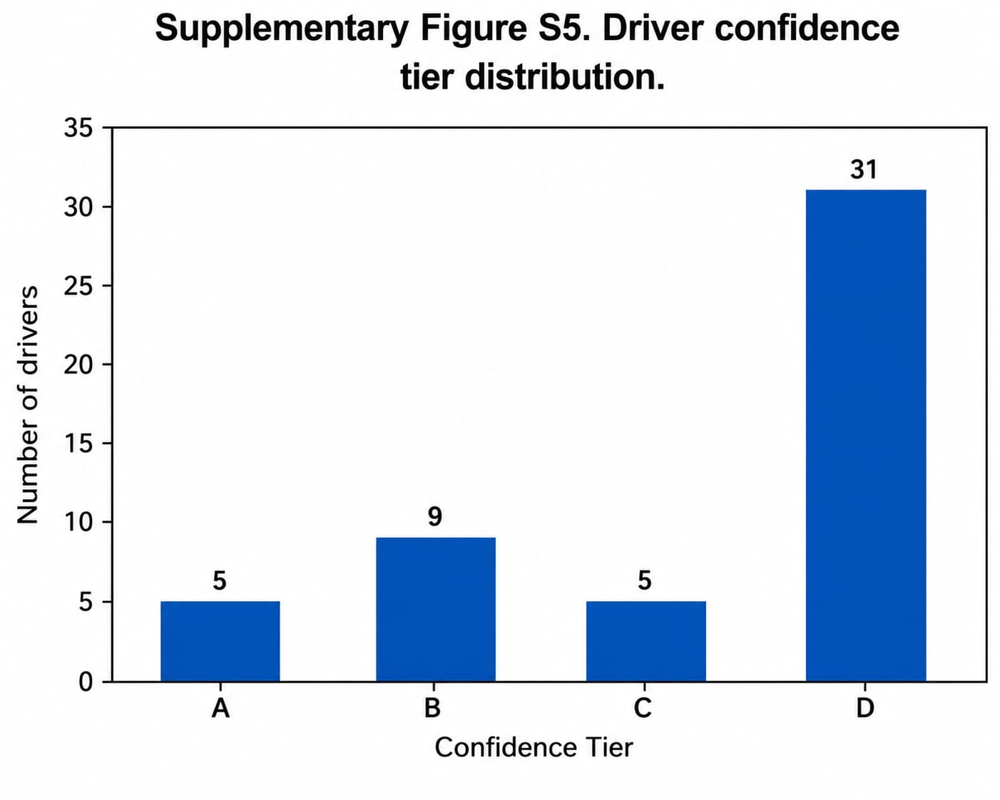 Supplementary Figure S5. Driver confidence
tier distribution.
35
30
25
20
15
10
5
0
Number of drivers
5
9
5
31
A
B
C
D
Confidence Tier